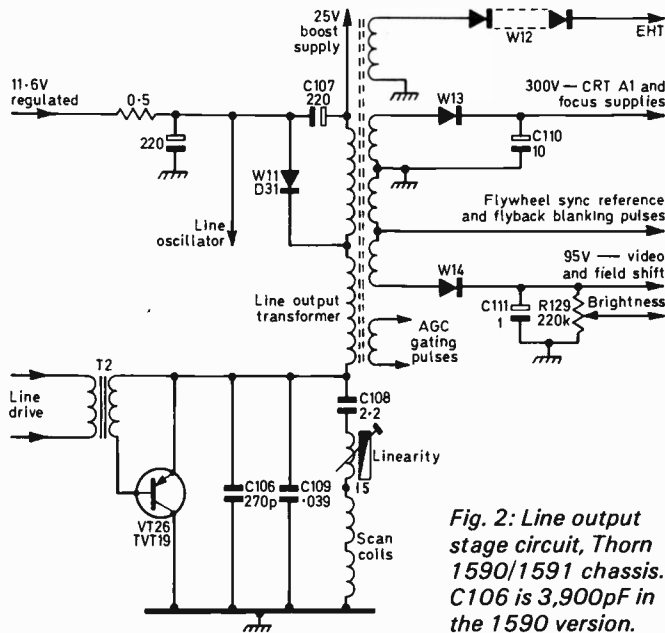 25V
boost
supply
W12
EHT
11·6V
regulated
0·5
C107
220
W13
300V — CRT A1 and
focus supplies
220
W11
D31
C110
10
Line
oscillator
Flywheel sync reference
and flyback blanking pulses
W14
95V — video
and field shift
Line output
transformer
C111
1
R129
220k
Brightness
AGC
gating
pulses
T2
Line
drive
C108
2·2
Linearity
15
VT26
TVT19
C106
270p
C109
·039
Scan
coils
Fig. 2: Line output
stage circuit, Thorn
1590/1591 chassis.
C106 is 3,900pF in
the 1590 version.